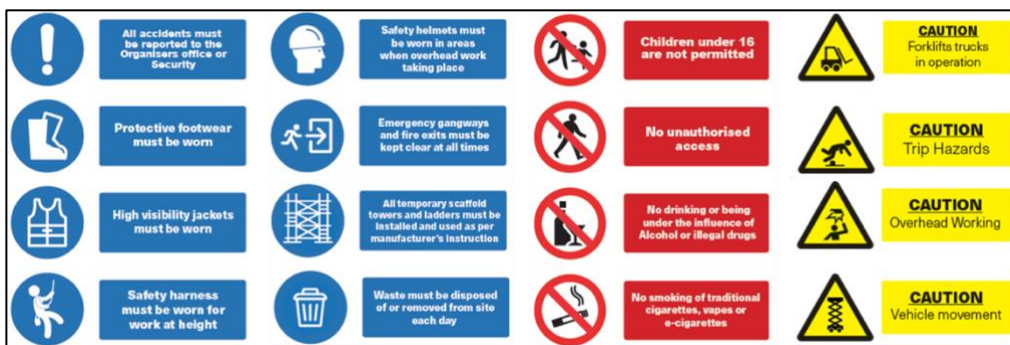 All accidents must
be reported to the
Organisers office or
Security
Safety helmets must
be worn in areas
when overhead work
taking place
Children under 16
are not permitted
CAUTION
Forklifts trucks
in operation
Protective footwear
must be worn
Emergency gangways
and fire exits must be
kept clear at all times
No unauthorised
access
CAUTION
Trip Hazards
High visibility jackets
must be worn
All temporary scaffold
towers and ladders must be
installed and used as per
manufacturer's instruction
No drinking or being
under the influence of
Alcohol or illegal drugs
CAUTION
Overhead Working
Safety harness
must be worn for
work at height
Waste must be disposed
of or removed from site
each day
No smoking of traditional
cigarettes, vapes or
e-cigarettes
CAUTION
Vehicle movement